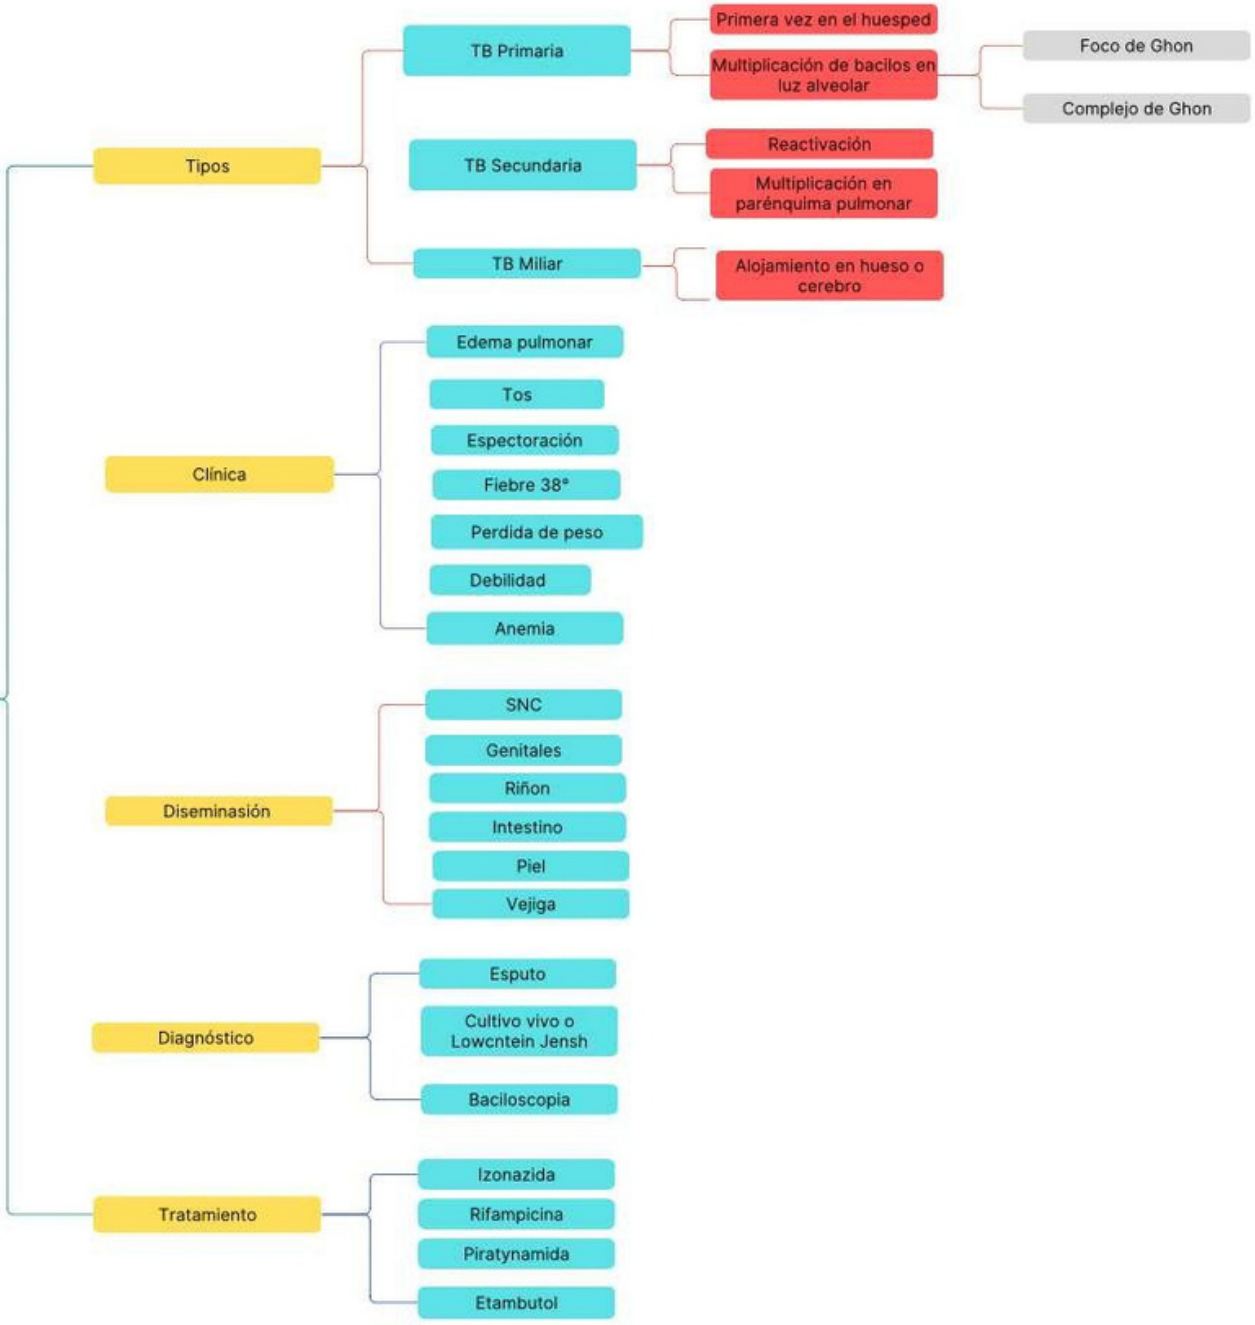 Tipos
TB Primaria
Primera vez en el huesped
Multiplicación de bacilos en
luz alveolar
Foco de Ghon
Complejo de Ghon
TB Secundaria
Reactivación
Multiplicación en
parénquima pulmonar
TB Miliar
Alojamiento en hueso o
cerebro
Clínica
Edema pulmonar
Tos
Espectoración
Fiebre 38°
Perdida de peso
Debilidad
Anemia
Diseminasión
SNC
Genitales
Riñon
Intestino
Piel
Vejiga
Diagnóstico
Esputo
Cultivo vivo o
Lowcntein Jensh
Baciloscopia
Tratamiento
Izonazida
Rifampicina
Piratynamida
Etambutol